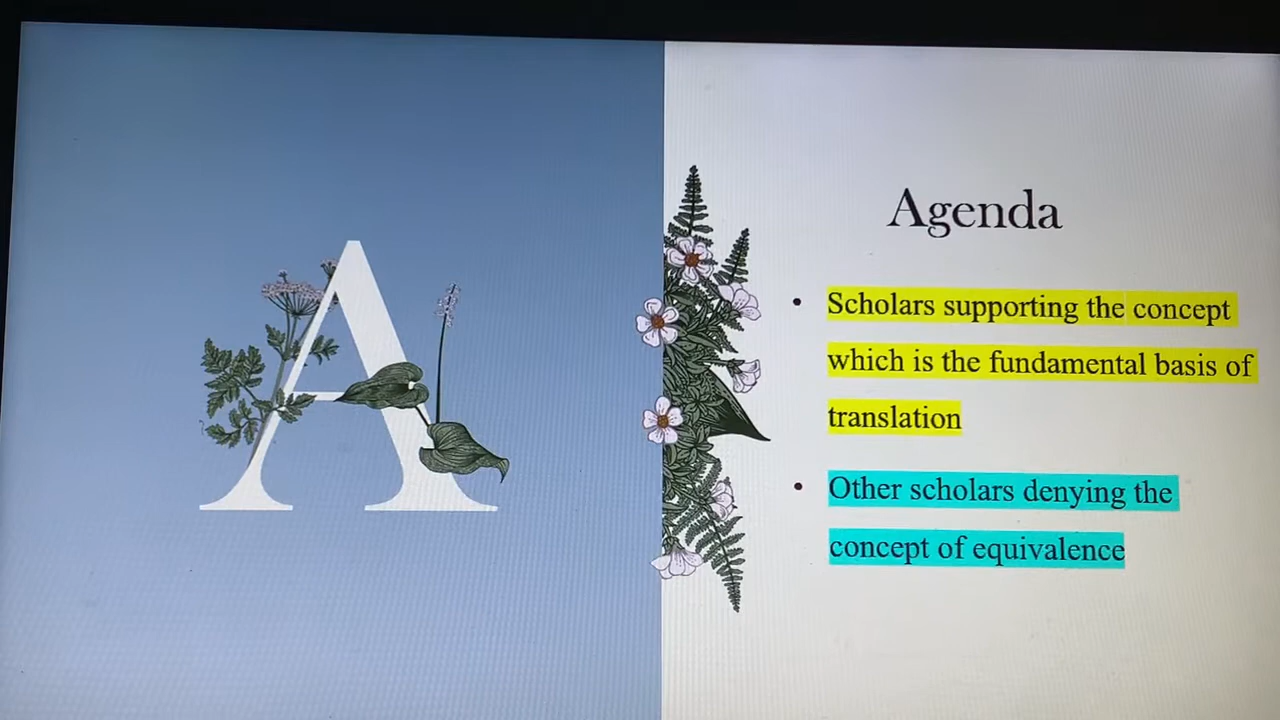 A
Agenda
• Scholars supporting the concept
which is the fundamental basis of
translation
• Other scholars denying the
concept of equivalence